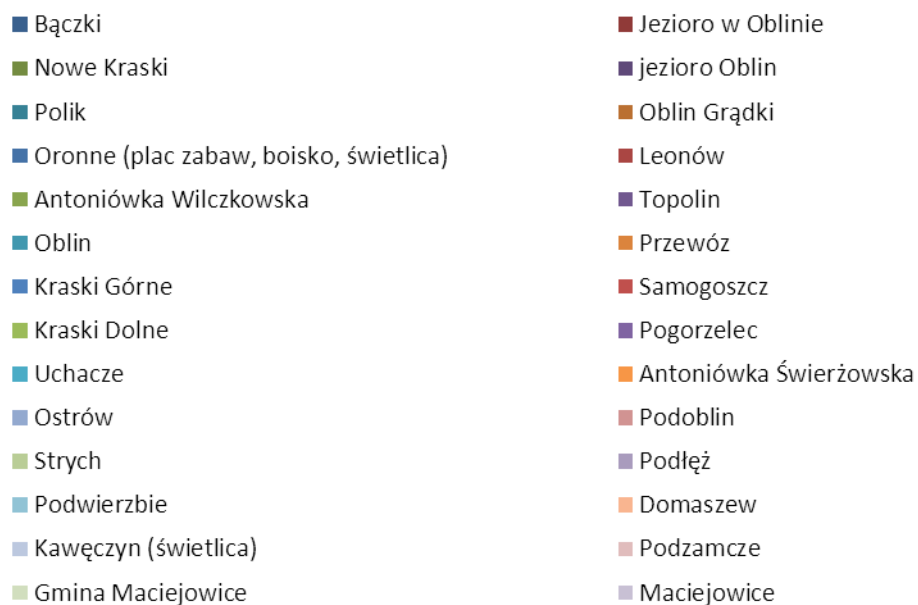 Bączki
Jezioro w Oblinie
Nowe Kraski
jezioro Oblin
Polik
Oblin Grądki
Oronne (plac zabaw, boisko, świetlica)
Leonów
Antoniówka Wilczkowska
Topolin
Oblin
Przewóz
Kraski Górne
Samogoszcz
Kraski Dolne
Pogorzelec
Uchacze
Antoniówka Świerżowska
Ostrów
Podoblin
Strych
Podłęż
Podwierzbie
Domaszew
Kawęczyn (świetlica)
Podzamcze
Gmina Maciejowice
Maciejowice